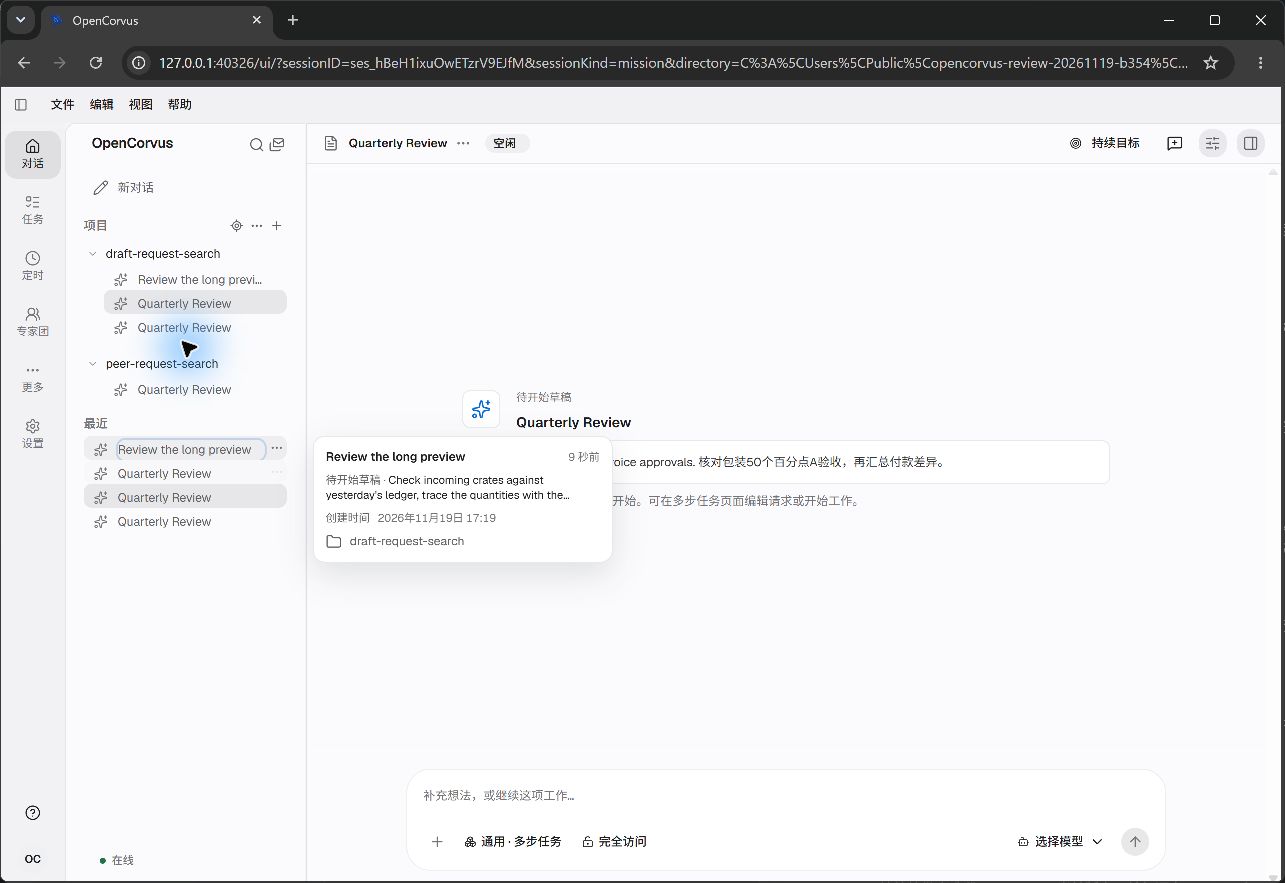 OpenCorvus
127.0.0.1:40326/ui/?sessionID=ses_hBeH1ixuOwETzrV9EJfM&sessionKind=mission&directory=C%3A%5CUsers%5CPublic%5Copencorvus-review-20261119-b354%5C...
文件 编辑 视图 帮助
对话
任务
定时
专家团
更多
设置
OC
OpenCorvus
新对话
项目
draft-request-search
Review the long previ...
Quarterly Review
Quarterly Review
peer-request-search
Quarterly Review
最近
Review the long preview
Quarterly Review
Quarterly Review
Quarterly Review
在线
Quarterly Review
空闲
持续目标
待开始草稿
Quarterly Review
oice approvals. 核对包装50个百分点A验收，再汇总付款差异。
开始。可在多步任务页面编辑请求或开始工作。
Review the long preview
9 秒前
待开始草稿 · Check incoming crates against
yesterday's ledger, trace the quantities with the...
创建时间 2026年11月19日 17:19
draft-request-search
补充想法，或继续这项工作...
通用 · 多步任务
完全访问
选择模型